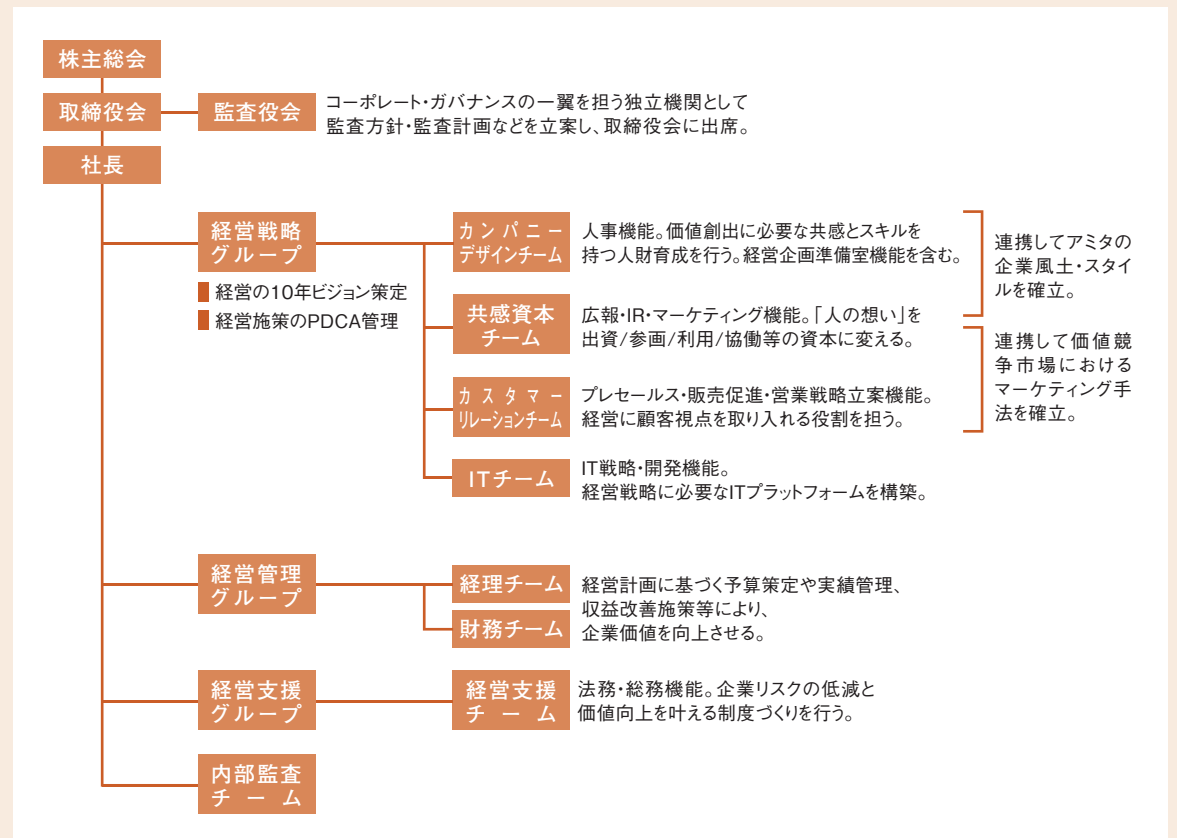 株主総会
取締役会
監査役会
コーポレート・ガバナンスの一翼を担う独立機関として
監査方針・監査計画などを立案し、取締役会に出席。
社長
経営戦略
グループ
経営の10年ビジョン策定
経営施策のPDCA管理
カンパニー
デザインチーム
人事機能。価値創出に必要な共感とスキルを
持つ人財育成を行う。経営企画準備室機能を含む。
連携してアミタの
企業風土・スタイ
ルを確立。
共感資本
チーム
広報・IR・マーケティング機能。「人の想い」を
出資/参画/利用/協働等の資本に変える。
連携して価値競
争市場における
マーケティング手
法を確立。
カスタマー
リレーションチーム
プレセールス・販売促進・営業戦略立案機能。
経営に顧客視点を取り入れる役割を担う。
ITチーム
IT戦略・開発機能。
経営戦略に必要なITプラットフォームを構築。
経営管理
グループ
経理チーム
財務チーム
経営計画に基づく予算策定や実績管理、
収益改善施策等により、
企業価値を向上させる。
経営支援
グループ
経営支援
チーム
法務・総務機能。企業リスクの低減と
価値向上を叶える制度づくりを行う。
内部監査
チーム